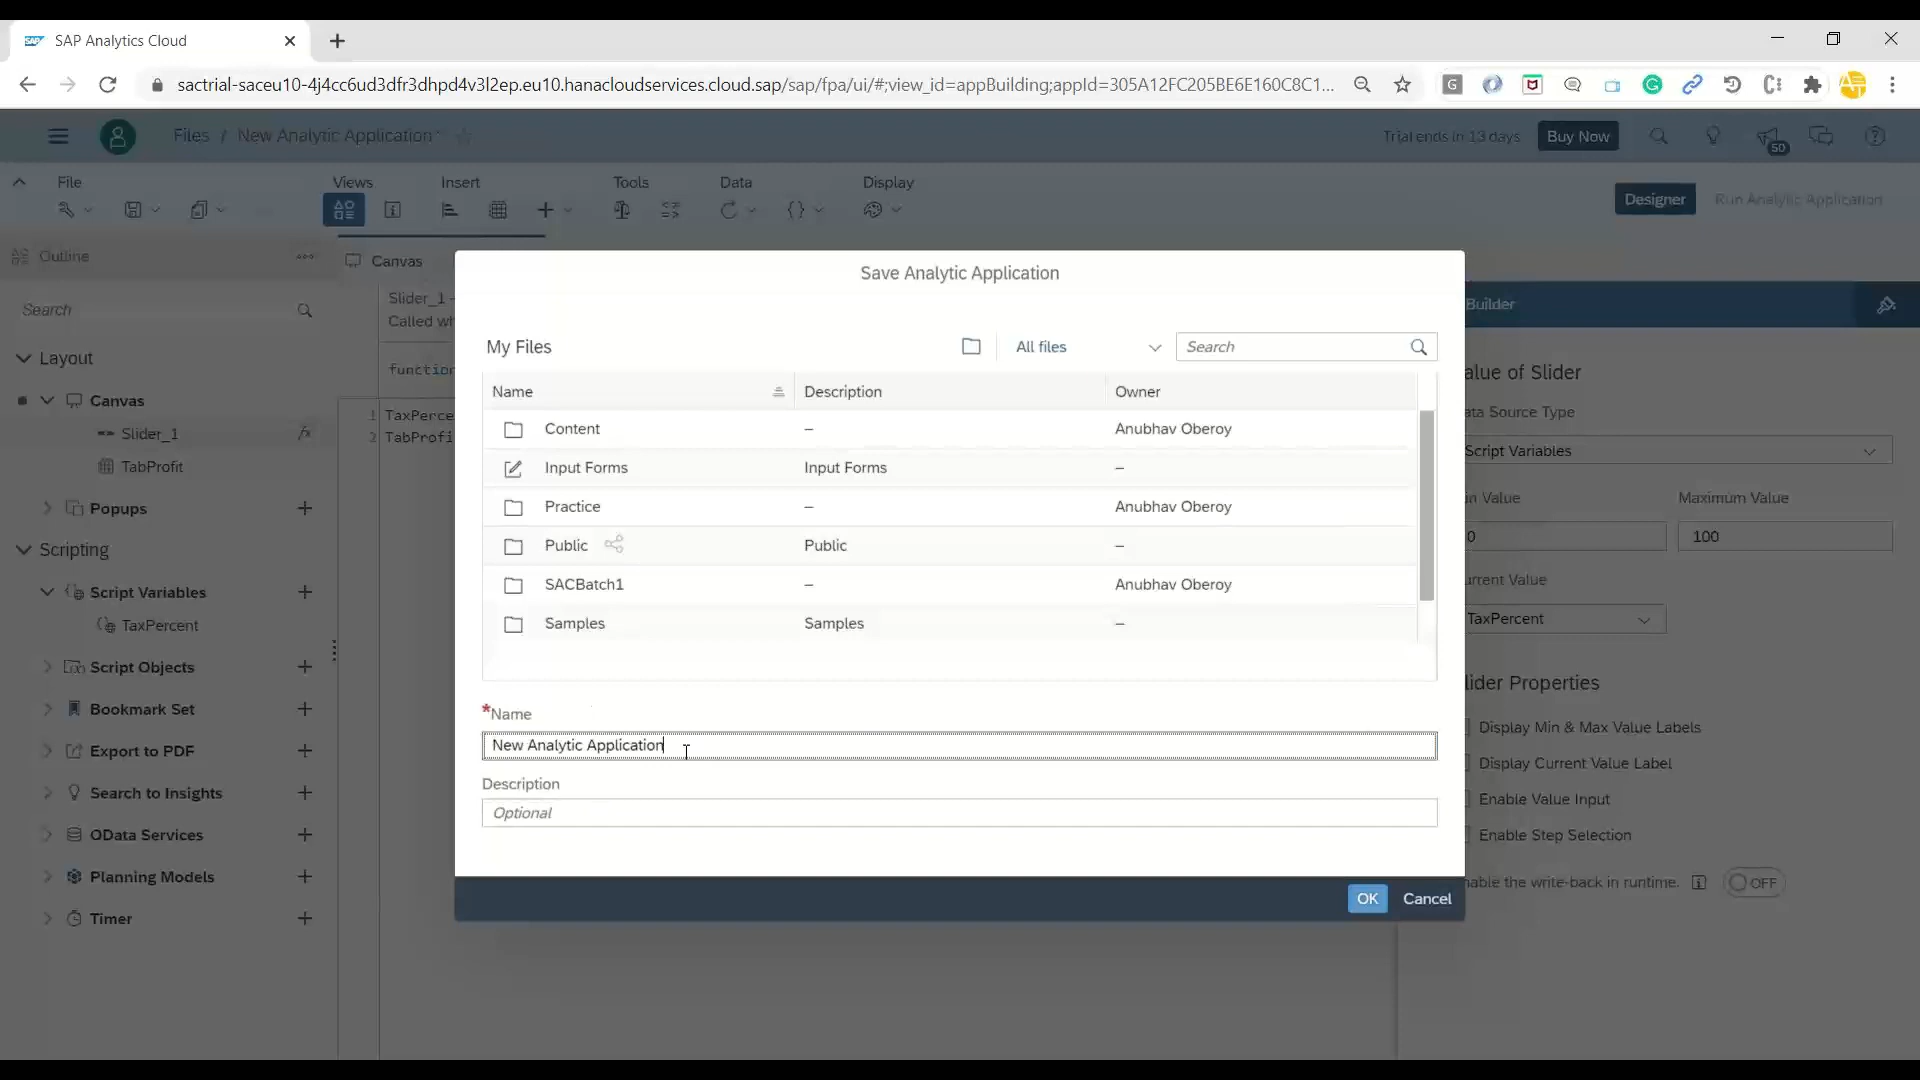 SAP Analytics Cloud
sactrial-saceu10-4j4cc6ud3dfr3dhpd4v3l2ep.eu10.hanacloudservices.cloud.sap/sap/fpa/ui/#;view_id=appBuilding;appId=305A12FC205BE6E160C8C1...
Files / New Analytic Application*
Trial ends in 13 days
Buy Now
50
File
Views
Insert
Tools
Data
Display
Designer
Run Analytic Application
Outline
Canvas
Search
Layout
Canvas
Slider_1
TabProfit
Popups
Scripting
Script Variables
TaxPercent
Script Objects
Bookmark Set
Export to PDF
Search to Insights
OData Services
Planning Models
Timer
Slider_1 -
Called
function
1 TaxPerce
2 TabProfi
Save Analytic Application
My Files
All files
Search
Name Description Owner
Content – Anubhav Oberoy
Input Forms Input Forms –
Practice – Anubhav Oberoy
Public Public –
SACBatch1 – Anubhav Oberoy
Samples Samples –
*Name
New Analytic Application
Description
Optional
OK Cancel
Builder
alue of Slider
ata Source Type
Script Variables
in Value Maximum Value
0 100
urrent Value
TaxPercent
lider Properties
Display Min & Max Value Labels
Display Current Value Label
Enable Value Input
Enable Step Selection
nable the write-back in runtime. OFF